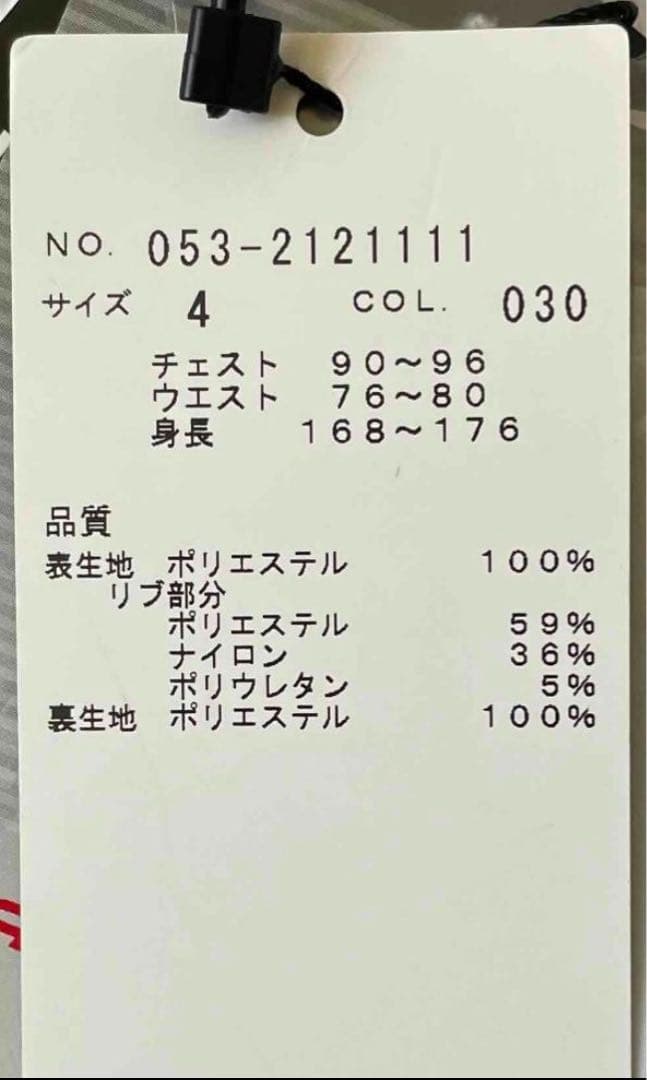 NO. 053-2121111
サイズ 4 COL. 030
チェスト 90〜96
ウエスト 76〜80
身長 168〜176
品質
表生地 ポリエステル 100%
リブ部分
ポリエステル 59%
ナイロン 36%
ポリウレタン 5%
裏生地 ポリエステル 100%